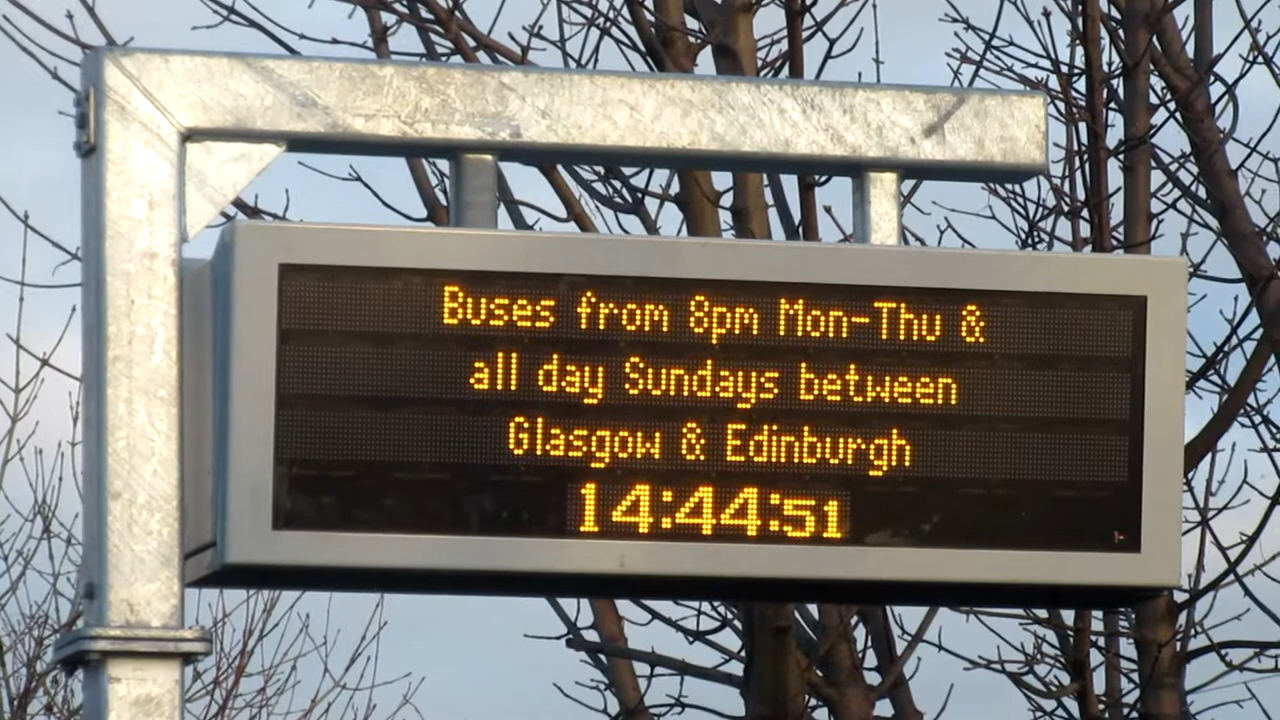 Buses from 8pm Mon-Thu &
all day Sundays between
Glasgow & Edinburgh
14:44:51